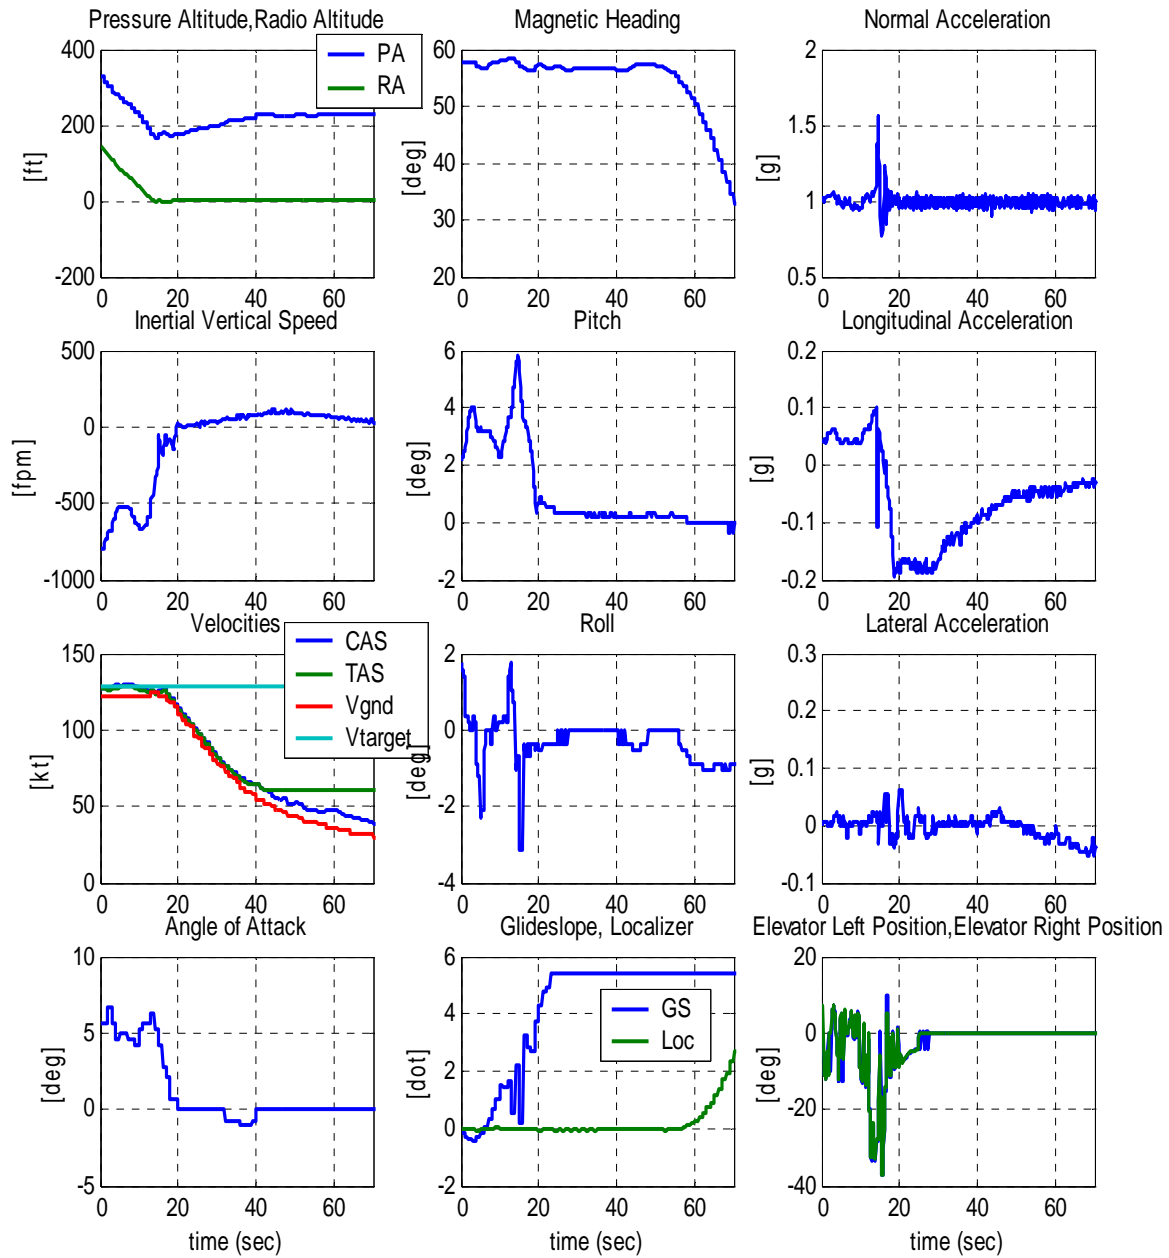 Pressure Altitude,Radio Altitude
400
200
0
-200
[ft]
PA
RA
0 20 40 60
Magnetic Heading
60
50
40
30
20
[deg]
0 20 40 60
Normal Acceleration
2
1.5
1
0.5
[g]
0 20 40 60
Inertial Vertical Speed
500
0
-500
-1000
[fpm]
0 20 40 60
Pitch
6
4
2
0
-2
[deg]
0 20 40 60
Longitudinal Acceleration
0.2
0.1
0
-0.1
-0.2
[g]
0 20 40 60
Velocities
150
100
50
0
[kt]
CAS
TAS
Vgnd
Vtarget
0 20 40 60
Roll
2
0
-2
-4
[deg]
0 20 40 60
Lateral Acceleration
0.3
0.2
0.1
0
-0.1
[g]
0 20 40 60
Angle of Attack
10
5
0
-5
[deg]
0 20 40 60
time (sec)
Glideslope, Localizer
6
4
2
0
-2
[dot]
GS
Loc
0 20 40 60
time (sec)
Elevator Left Position,Elevator Right Position
20
0
-20
-40
[deg]
0 20 40 60
time (sec)